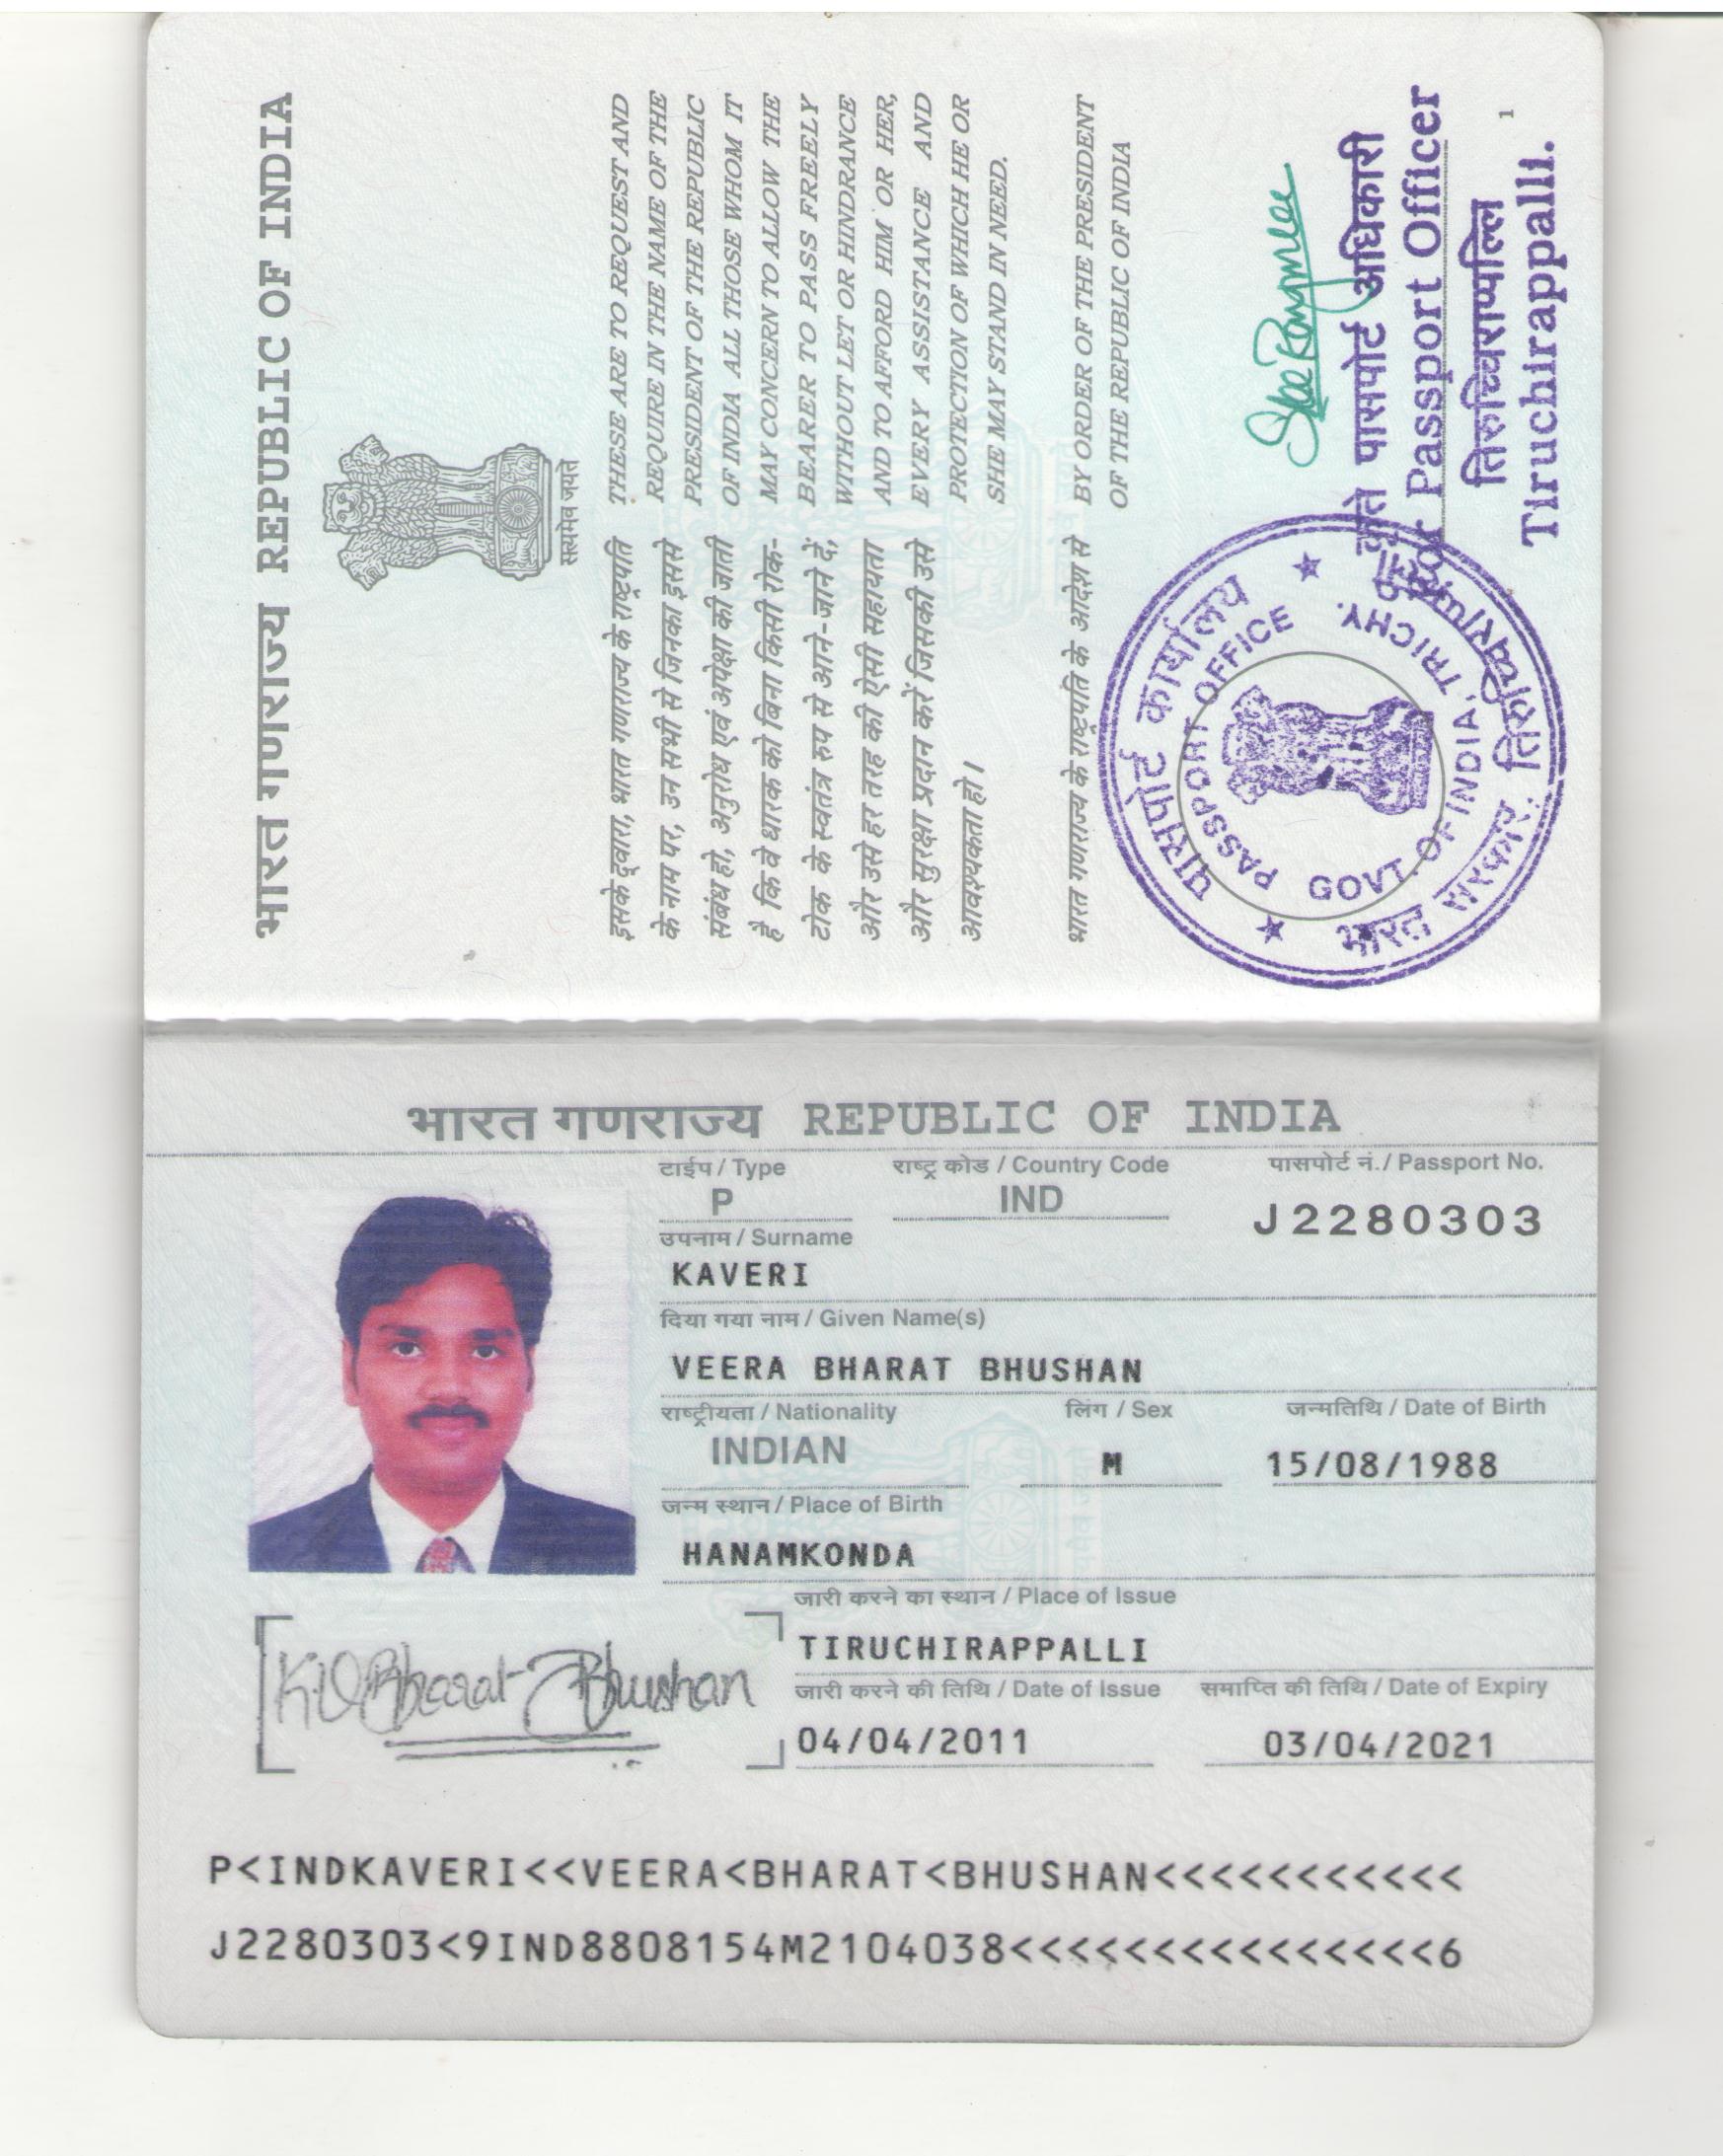 भारत गणराज्य REPUBLIC OF INDIA
सत्यमेव जयते
इसके द्वारा, भारत गणराज्य के राष्ट्रपति
के नाम पर, उन सभी से जिनका इससे
संबंध हो, अनुरोध एवं अपेक्षा की जाती
है कि वे धारक को बिना किसी रोक-
टोक के स्वतंत्र रुप से आने-जाने दें,
और उसे हर तरह की ऐसी सहायता
और सुरक्षा प्रदान करें जिसकी उसे
आवश्यकता हो।
भारत गणराज्य के राष्ट्रपति के आदेश से
THESE ARE TO REQUEST AND
REQUIRE IN THE NAME OF THE
PRESIDENT OF THE REPUBLIC
OF INDIA ALL THOSE WHOM IT
MAY CONCERN TO ALLOW THE
BEARER TO PASS FREELY
WITHOUT LET OR HINDRANCE
AND TO AFFORD HIM OR HER,
EVERY ASSISTANCE AND
PROTECTION OF WHICH HE OR
SHE MAY STAND IN NEED.
BY ORDER OF THE PRESIDENT
OF THE REPUBLIC OF INDIA
पासपोर्ट कार्यालय
PASSPORT OFFICE
GOVT. OF INDIA, TRICHY.
भारत सरकार, तिरुच्चिराप्पल्लि
कृते पासपोर्ट अधिकारी
For Passport Officer
तिरुच्चिराप्पल्लि
Tiruchirappalli.
1
भारत गणराज्य REPUBLIC OF INDIA
टाईप / Type राष्ट्र कोड / Country Code पासपोर्ट नं. / Passport No.
P IND J2280303
उपनाम / Surname
KAVERI
दिया गया नाम / Given Name(s)
VEERA BHARAT BHUSHAN
राष्ट्रीयता / Nationality लिंग / Sex जन्मतिथि / Date of Birth
INDIAN M 15/08/1988
जन्म स्थान / Place of Birth
HANAMKONDA
जारी करने का स्थान / Place of Issue
TIRUCHIRAPPALLI
जारी करने की तिथि / Date of Issue समाप्ति की तिथि / Date of Expiry
04/04/2011 03/04/2021
K.V.Bharat Bhushan
P<INDKAVERI<<VEERA<BHARAT<BHUSHAN<<<<<<<<<<<
J2280303<9IND8808154M2104038<<<<<<<<<<<<<<<6